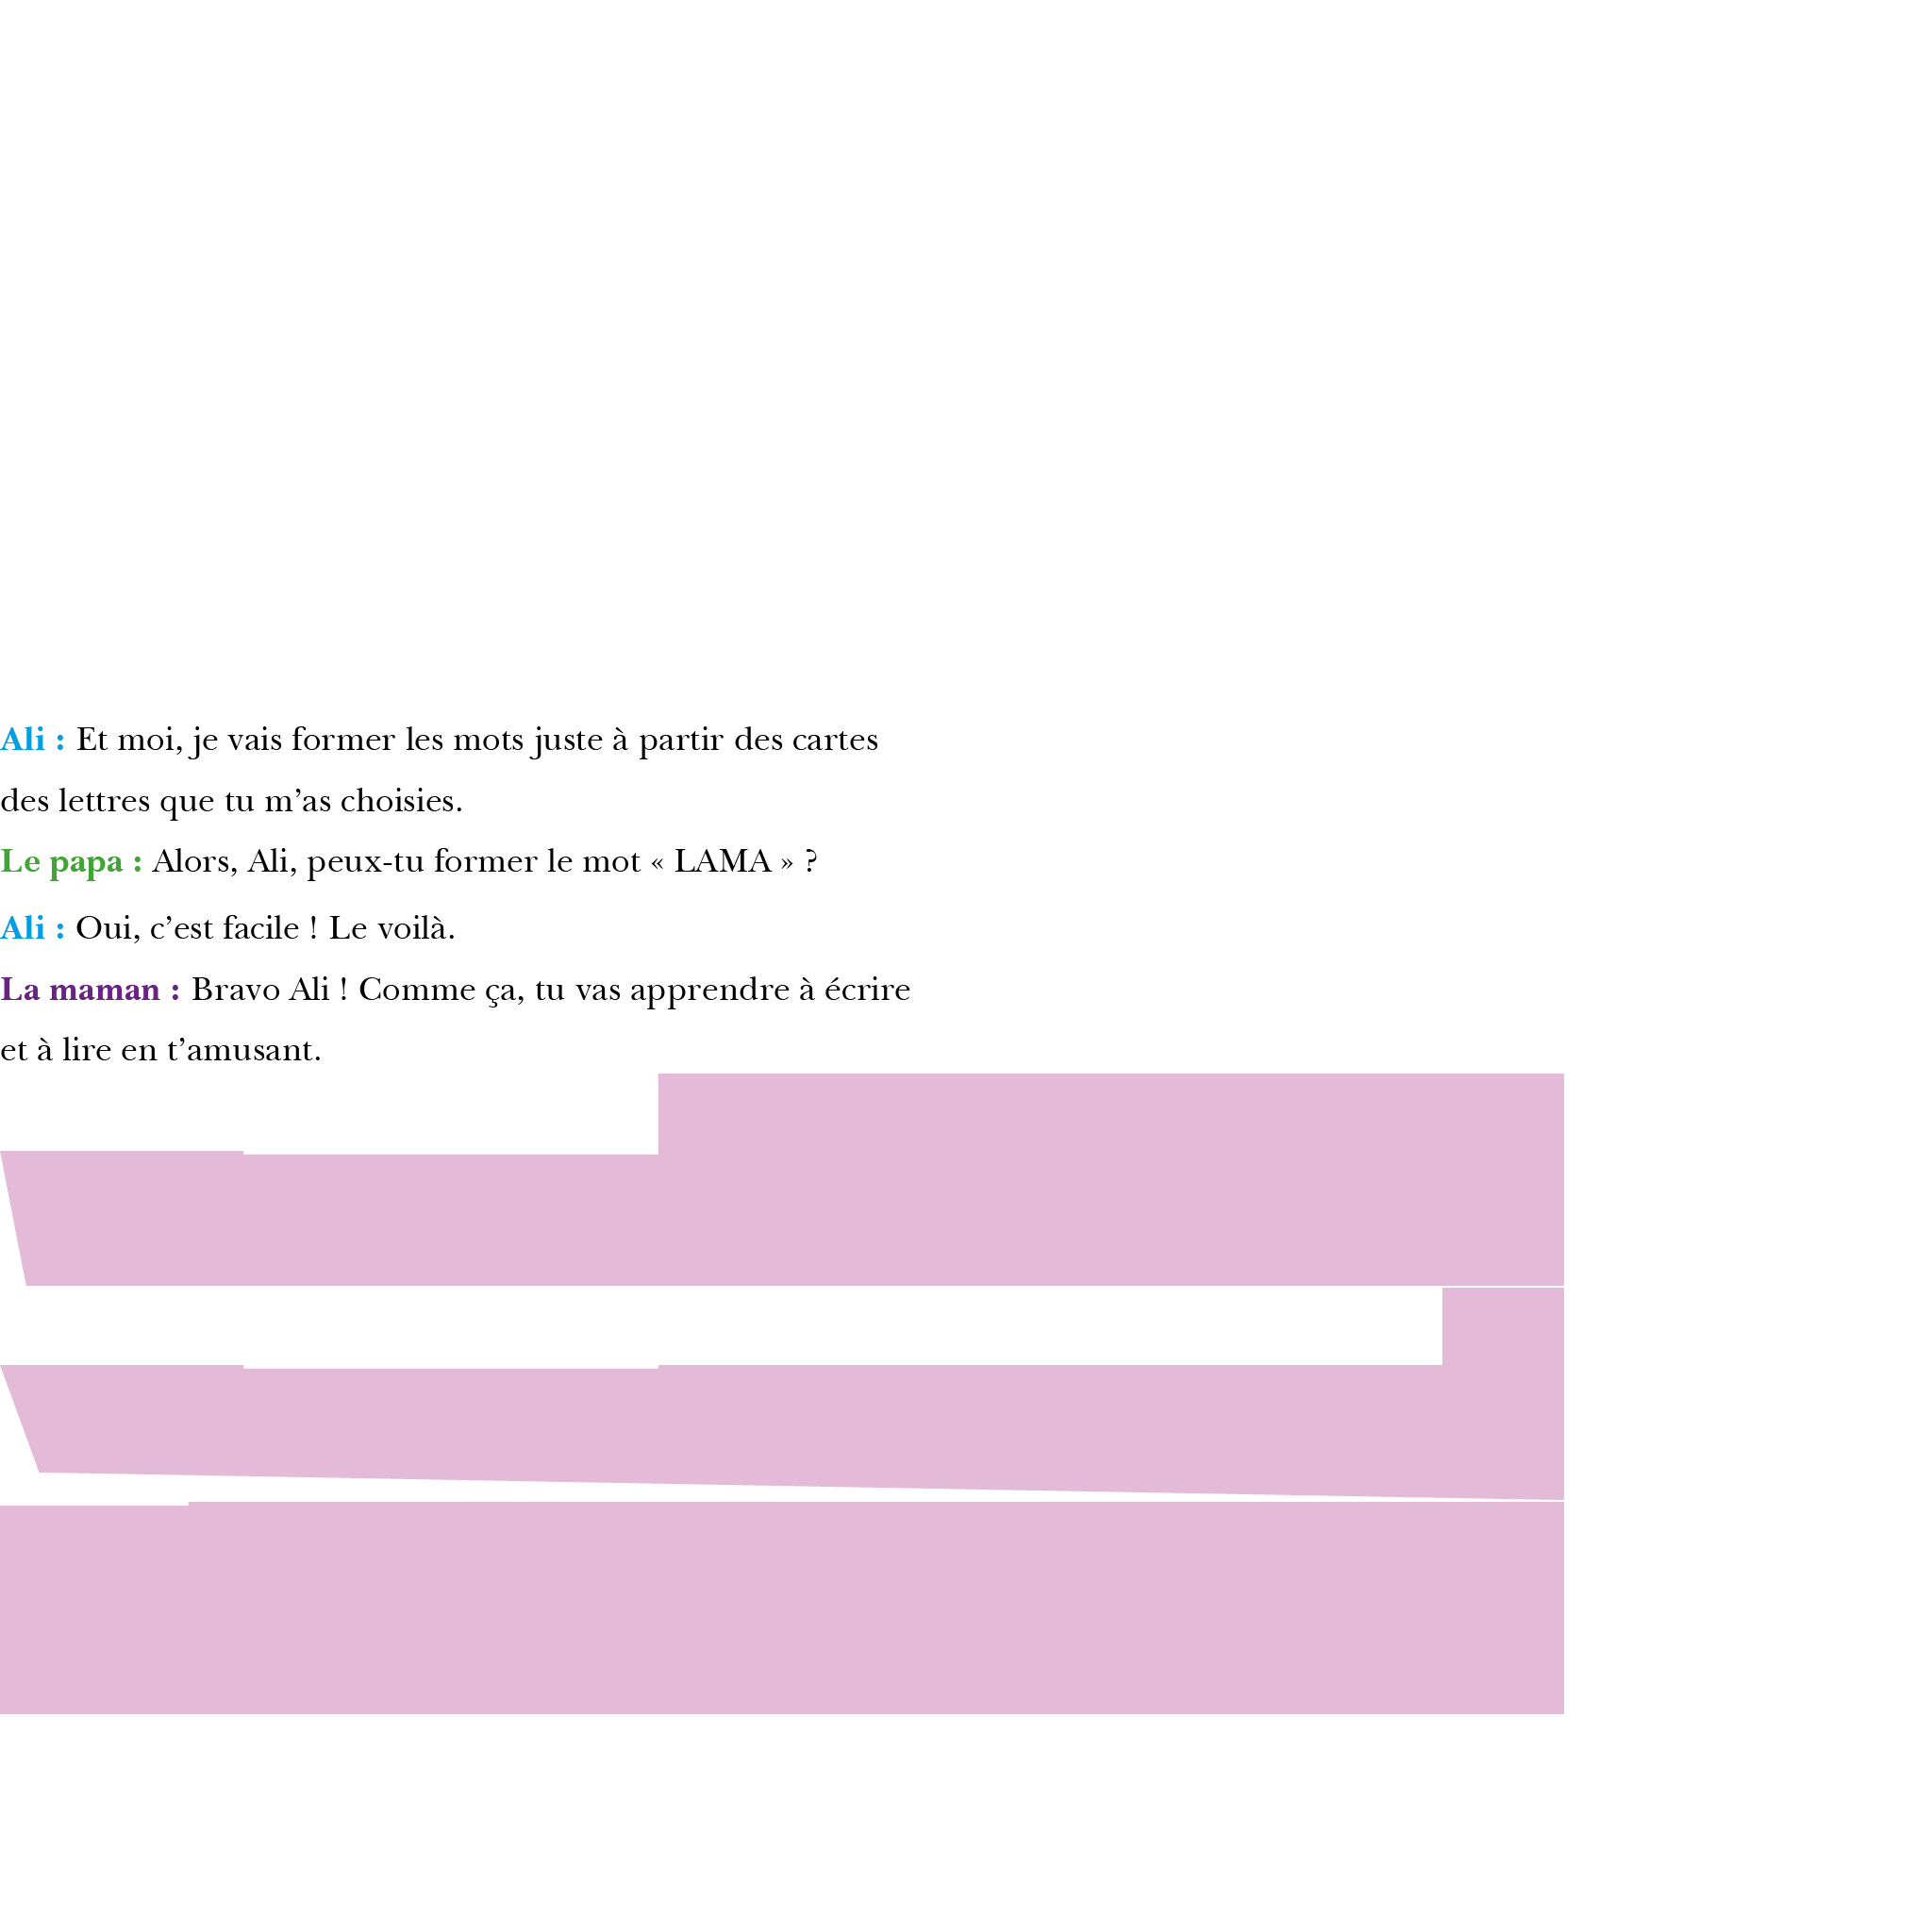 Ali : Et moi, je vais former les mots juste à partir des cartes
des lettres que tu m’as choisies.
Le papa : Alors, Ali, peux-tu former le mot « LAMA » ?
Ali : Oui, c’est facile ! Le voilà.
La maman : Bravo Ali ! Comme ça, tu vas apprendre à écrire
et à lire en t’amusant.